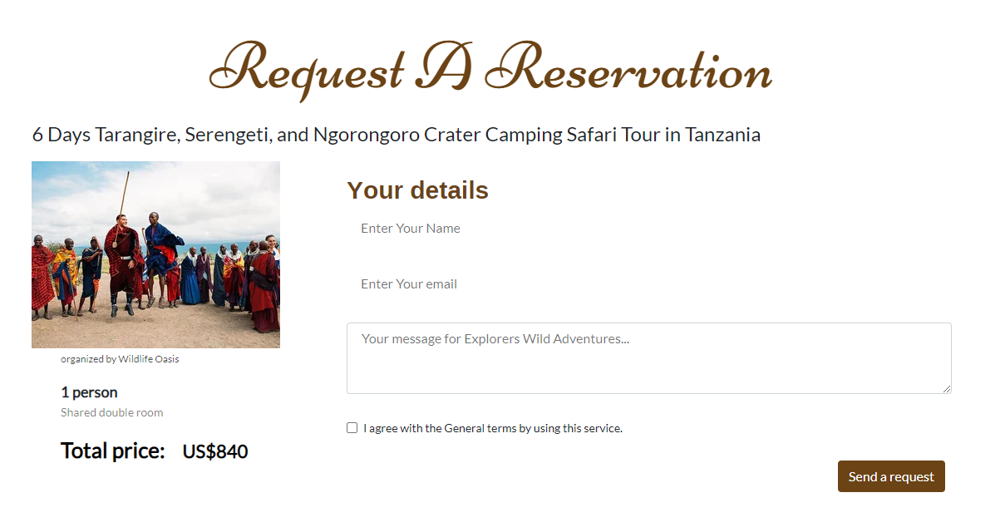 Request A Reservation
6 Days Tarangire, Serengeti, and Ngorongoro Crater Camping Safari Tour in Tanzania
organized by Wildlife Oasis
1 person
Shared double room
Total price: US$840
Your details
Enter Your Name
Enter Your email
Your message for Explorers Wild Adventures...
I agree with the General terms by using this service.
Send a request